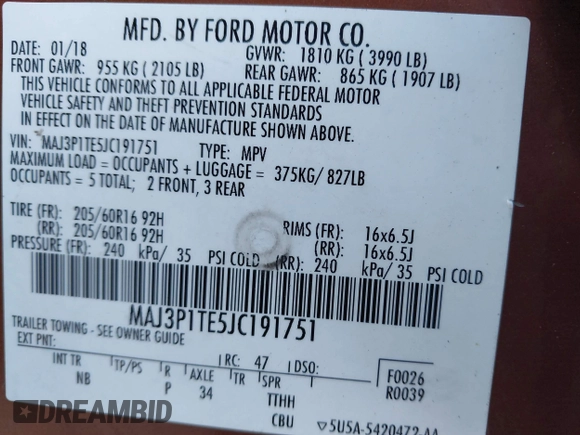 MFD. BY FORD MOTOR CO.
DATE: 01/18 GVWR: 1810 KG ( 3990 LB)
FRONT GAWR: 955 KG ( 2105 LB) REAR GAWR: 865 KG ( 1907 LB)
THIS VEHICLE CONFORMS TO ALL APPLICABLE FEDERAL MOTOR
VEHICLE SAFETY AND THEFT PREVENTION STANDARDS
IN EFFECT ON THE DATE OF MANUFACTURE SHOWN ABOVE.
VIN: MAJ3P1TE5JC191751 TYPE: MPV
MAXIMUM LOAD = OCCUPANTS + LUGGAGE = 375KG/ 827LB
OCCUPANTS = 5 TOTAL; 2 FRONT, 3 REAR
TIRE (FR): 205/60R16 92H RIMS (FR): 16x6.5J
(RR): 205/60R16 92H (RR): 16x6.5J
PRESSURE (FR): 240 kPa/ 35 PSI COLD (RR): 240 kPa/ 35 PSI COLD
MAJ3P1TE5JC191751
TRAILER TOWING - SEE OWNER GUIDE
EXT PNT: RC: 47 DSO: F0026
INT TR TP/PS R AXLE TR SPR R0039
NB P 34 TTHH
CBU 5U5A-5420472 AA
DREAMBID